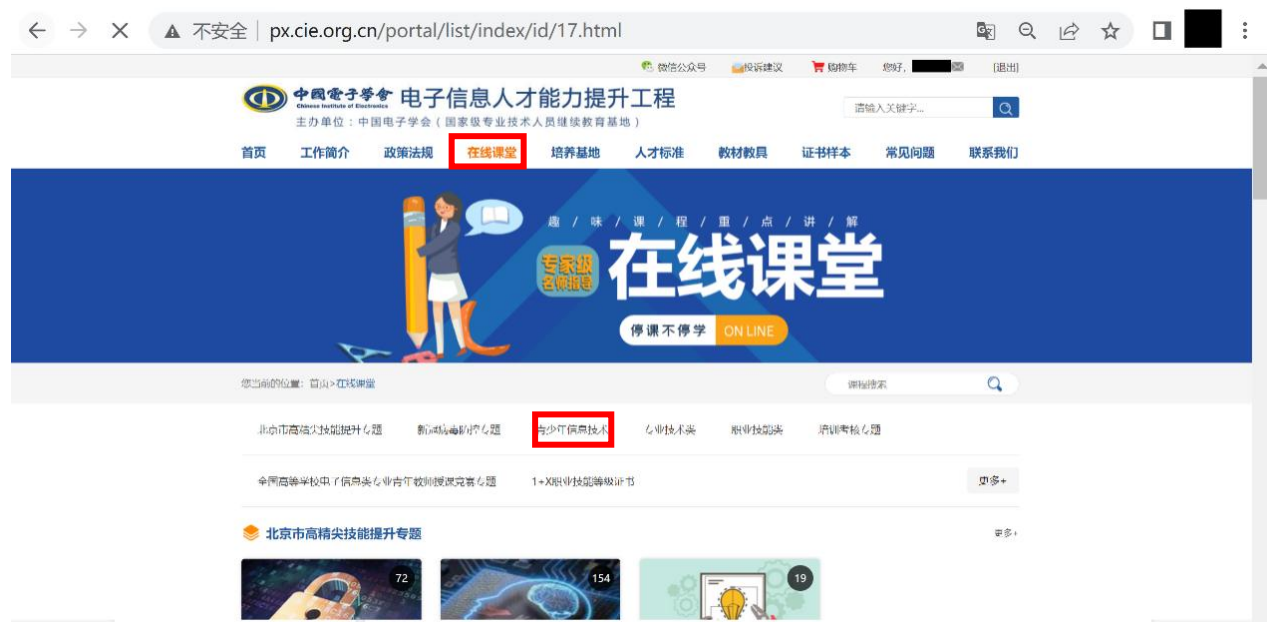 不安全 px.cie.org.cn/portal/list/index/id/17.html
微信公众号 投诉建议 购物车 您好, [退出]
中國電子學會 电子信息人才能力提升工程
Chinese Institute of Electronics
主办单位:中国电子学会(国家级专业技术人员继续教育基地)
请输入关键字...
首页 工作简介 政策法规 在线课堂 培养基地 人才标准 教材教具 证书样本 常见问题 联系我们
趣/味/课/程/重/点/讲/解
专家级
名师指导
在线课堂
停课不停学 ON LINE
您当前的位置: 首页>在线课堂
课程搜索
北京市高精尖技能提升专题 新冠病毒防控专题 青少年信息技术 专业技术类 职业技能类 培训考核专题
全国高等学校电子信息类专业青年教师授课竞赛专题 1+X职业技能等级证书 更多+
北京市高精尖技能提升专题 更多+
72 154 19